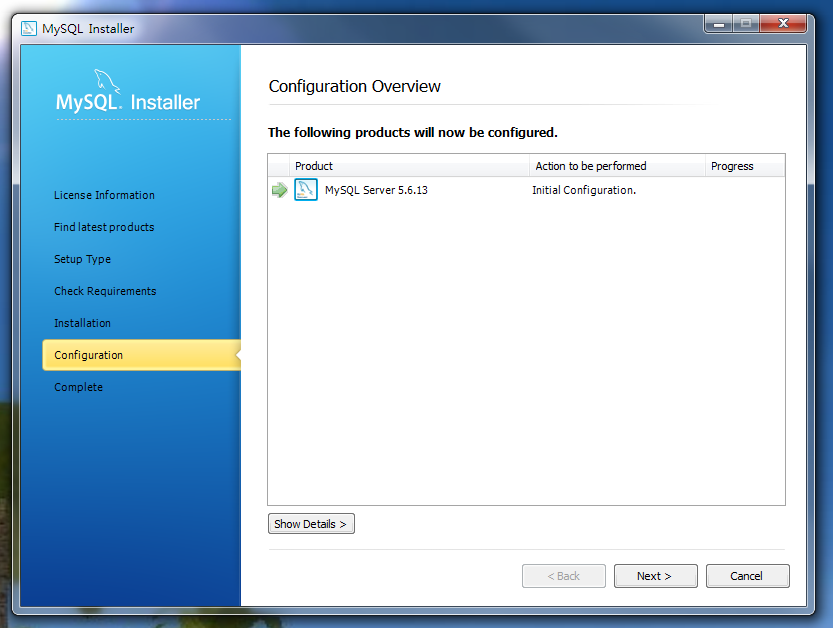 MySQL Installer
MySQL. Installer
License Information
Find latest products
Setup Type
Check Requirements
Installation
Configuration
Complete
Configuration Overview
The following products will now be configured.
Product Action to be performed Progress
MySQL Server 5.6.13 Initial Configuration.
Show Details >
< Back Next > Cancel